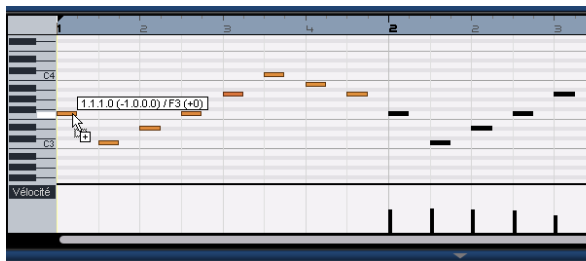 1 2 3 4 2 2 3
C4
1.1.1.0 (-1.0.0.0) / F3 (+0)
C3
Vélocité